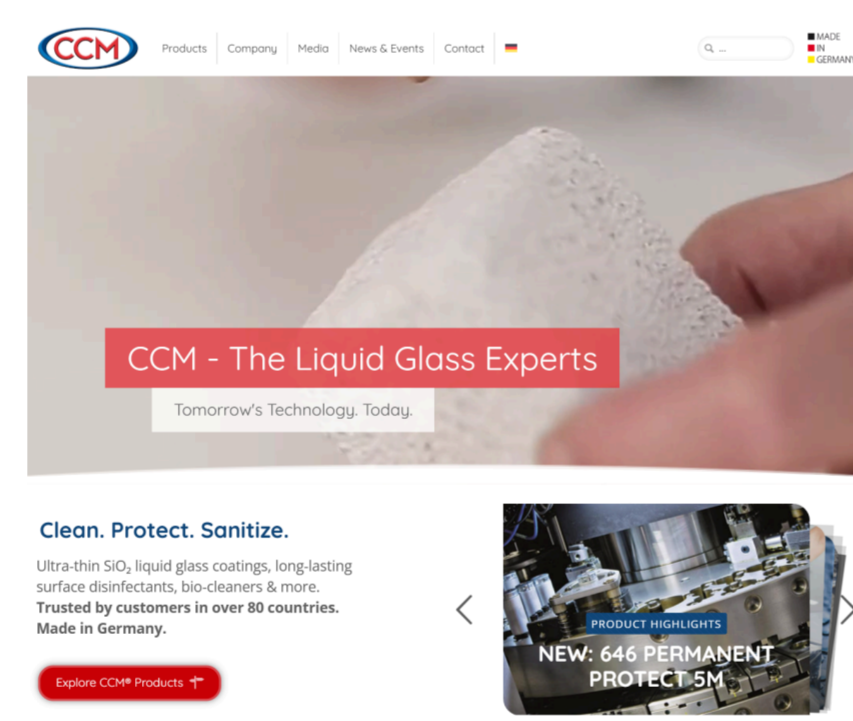 CCM
Products
Company
Media
News & Events
Contact
...
MADE
IN
GERMANY
CCM - The Liquid Glass Experts
Tomorrow's Technology. Today.
Clean. Protect. Sanitize.
Ultra-thin SiO₂ liquid glass coatings, long-lasting
surface disinfectants, bio-cleaners & more.
Trusted by customers in over 80 countries.
Made in Germany.
Explore CCM® Products
PRODUCT HIGHLIGHTS
NEW: 646 PERMANENT
PROTECT 5M